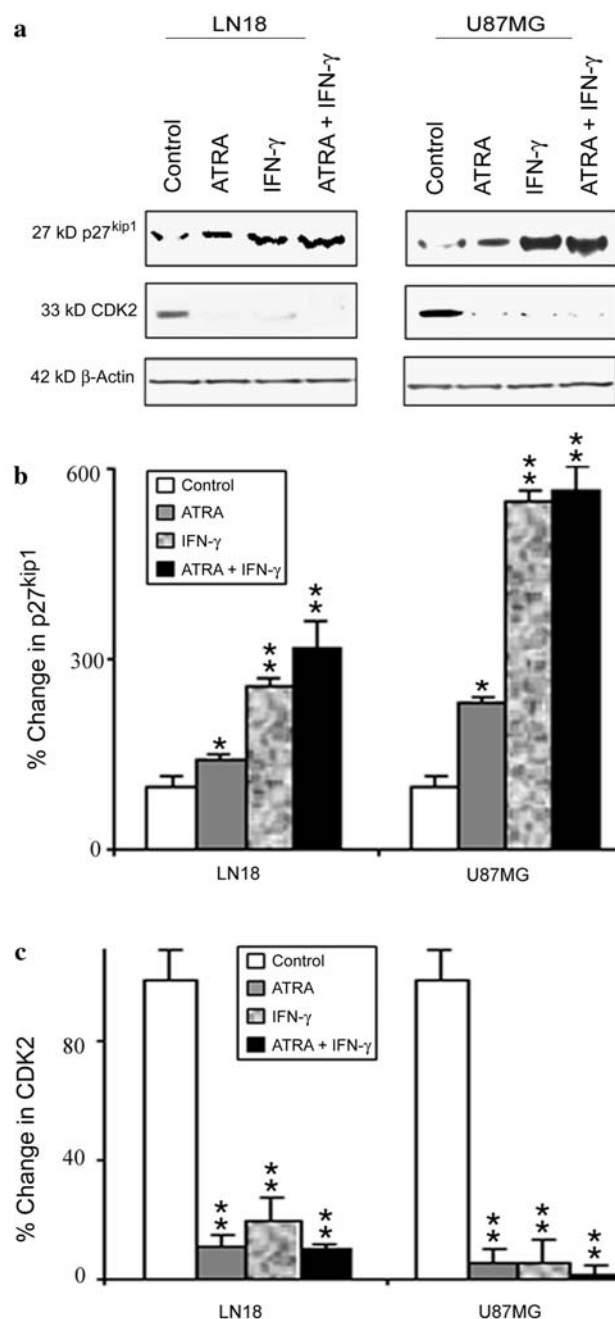 a
LN18 U87MG
Control ATRA IFN-γ ATRA + IFN-γ Control ATRA IFN-γ ATRA + IFN-γ
27 kD p27kip1
33 kD CDK2
42 kD β-Actin
b
% Change in p27kip1
600
300
0
Control
ATRA
IFN-γ
ATRA + IFN-γ
* ** ** * ** **
LN18 U87MG
c
% Change in CDK2
80
40
0
Control
ATRA
IFN-γ
ATRA + IFN-γ
** ** ** ** ** **
LN18 U87MG